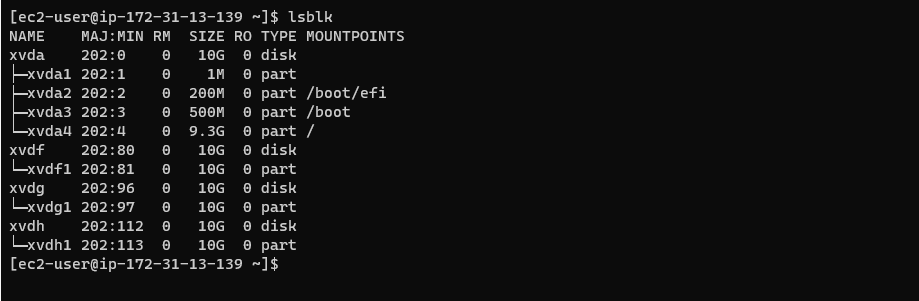 [ec2-user@ip-172-31-13-139 ~]$ lsblk
NAME    MAJ:MIN RM  SIZE RO TYPE MOUNTPOINTS
xvda    202:0    0   10G  0 disk
├─xvda1 202:1    0    1M  0 part
├─xvda2 202:2    0  200M  0 part /boot/efi
├─xvda3 202:3    0  500M  0 part /boot
└─xvda4 202:4    0  9.3G  0 part /
xvdf    202:80   0   10G  0 disk
└─xvdf1 202:81   0   10G  0 part
xvdg    202:96   0   10G  0 disk
└─xvdg1 202:97   0   10G  0 part
xvdh    202:112  0   10G  0 disk
└─xvdh1 202:113  0   10G  0 part
[ec2-user@ip-172-31-13-139 ~]$